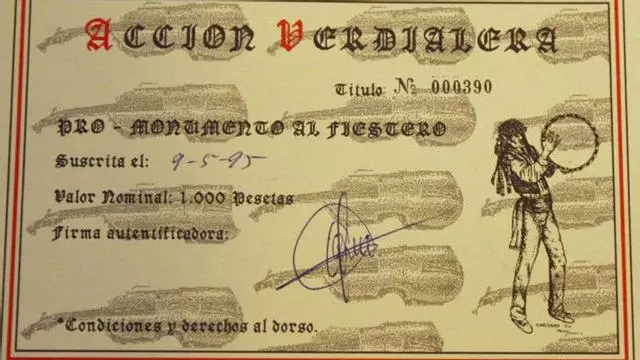 ACCION VERDIALERA
Titulo Nº 000390
PRO - MONUMENTO AL FIESTERO
Suscrita el: 9-5-95
Valor Nominal: 1.000 Pesetas
Firma autentificadora:
*Condiciones y derechos al dorso.